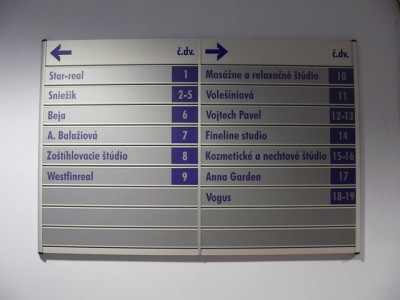 č.dv.
Star-real 1
Sniežik 2-5
Beja 6
A. Balažiová 7
Zoštíhlovacie štúdio 8
Westfinreal 9
č.dv.
Masážne a relaxačné štúdio 10
Volešíniová 11
Vojtech Pavel 12-13
Fineline studio 14
Kozmetické a nechtové štúdio 15-16
Anna Garden 17
Vogus 18-19